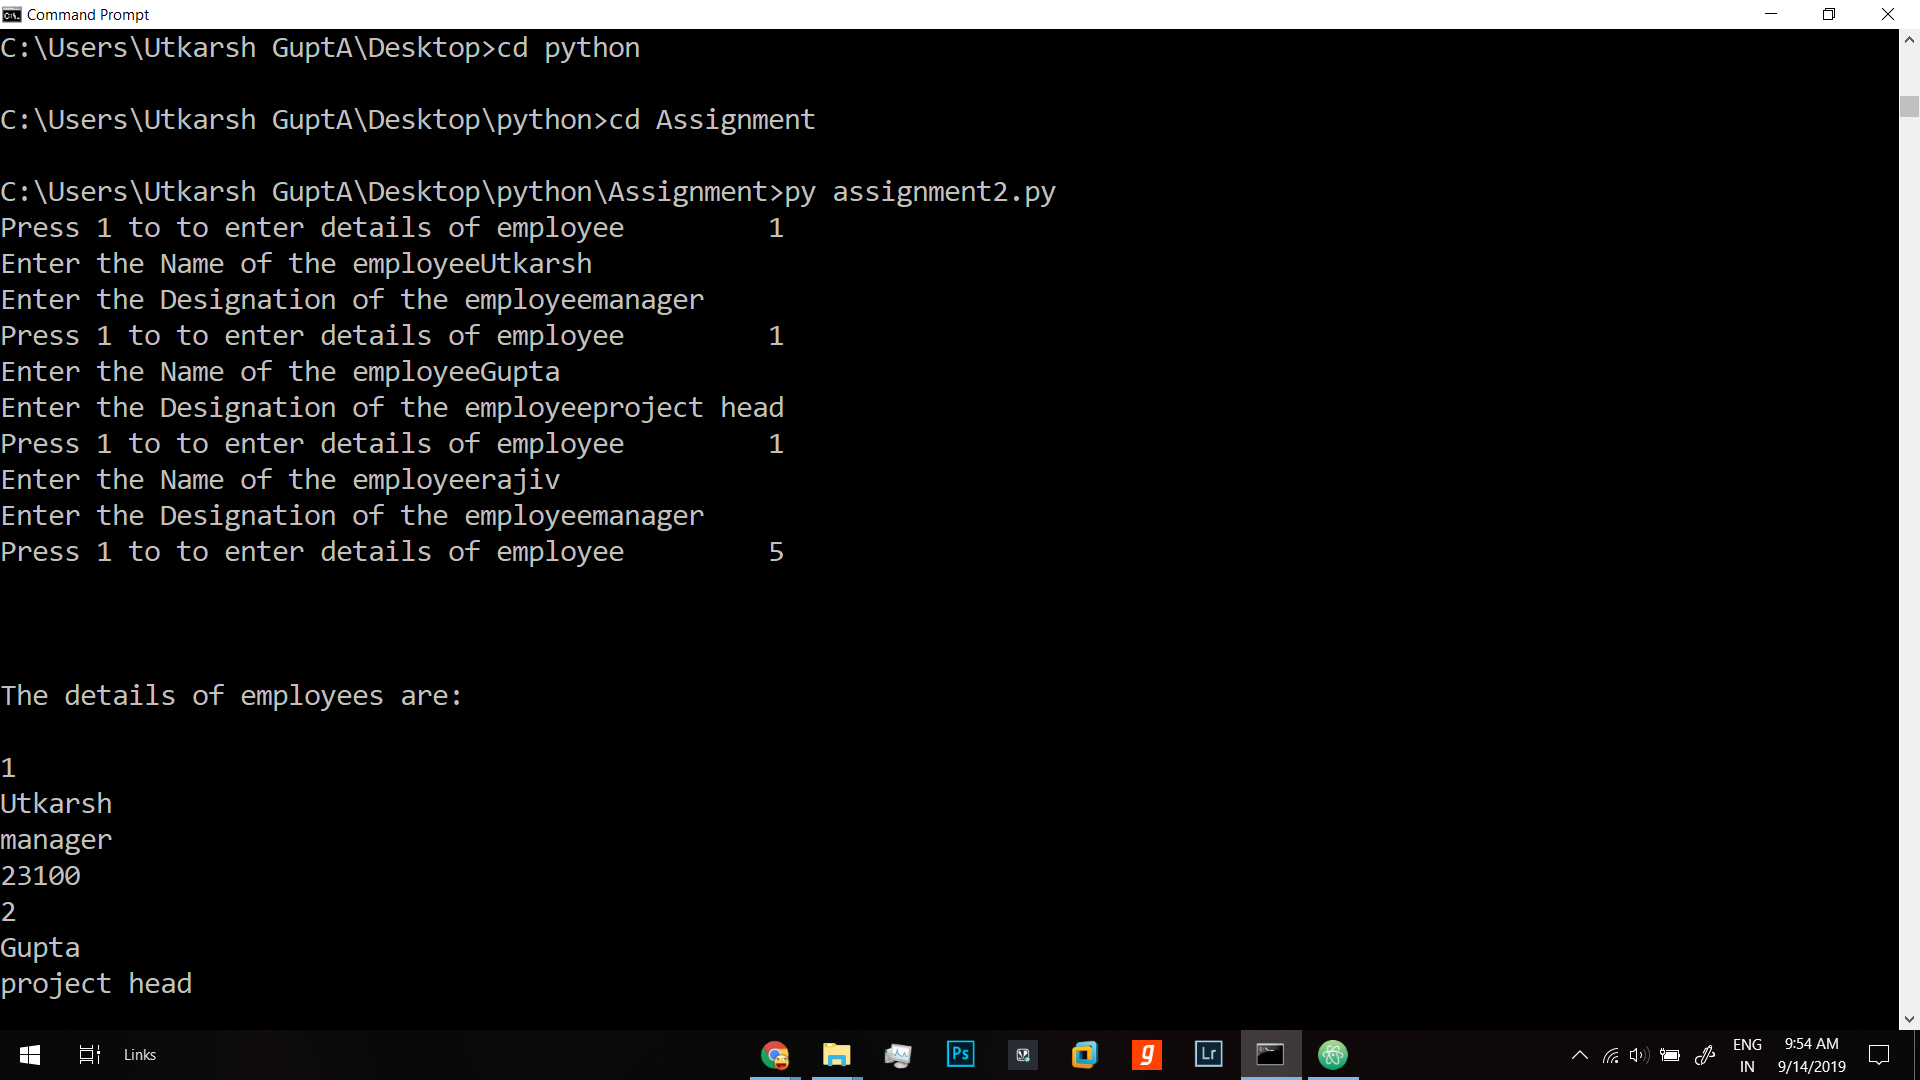 Command Prompt
C:\Users\Utkarsh GuptA\Desktop>cd python
C:\Users\Utkarsh GuptA\Desktop\python>cd Assignment
C:\Users\Utkarsh GuptA\Desktop\python\Assignment>py assignment2.py
Press 1 to to enter details of employee         1
Enter the Name of the employeeUtkarsh
Enter the Designation of the employeemanager
Press 1 to to enter details of employee         1
Enter the Name of the employeeGupta
Enter the Designation of the employeeproject head
Press 1 to to enter details of employee         1
Enter the Name of the employeerajiv
Enter the Designation of the employeemanager
Press 1 to to enter details of employee         5
The details of employees are:
1
Utkarsh
manager
23100
2
Gupta
project head
Links
Ps
g
Lr
ENG
IN
9:54 AM
9/14/2019